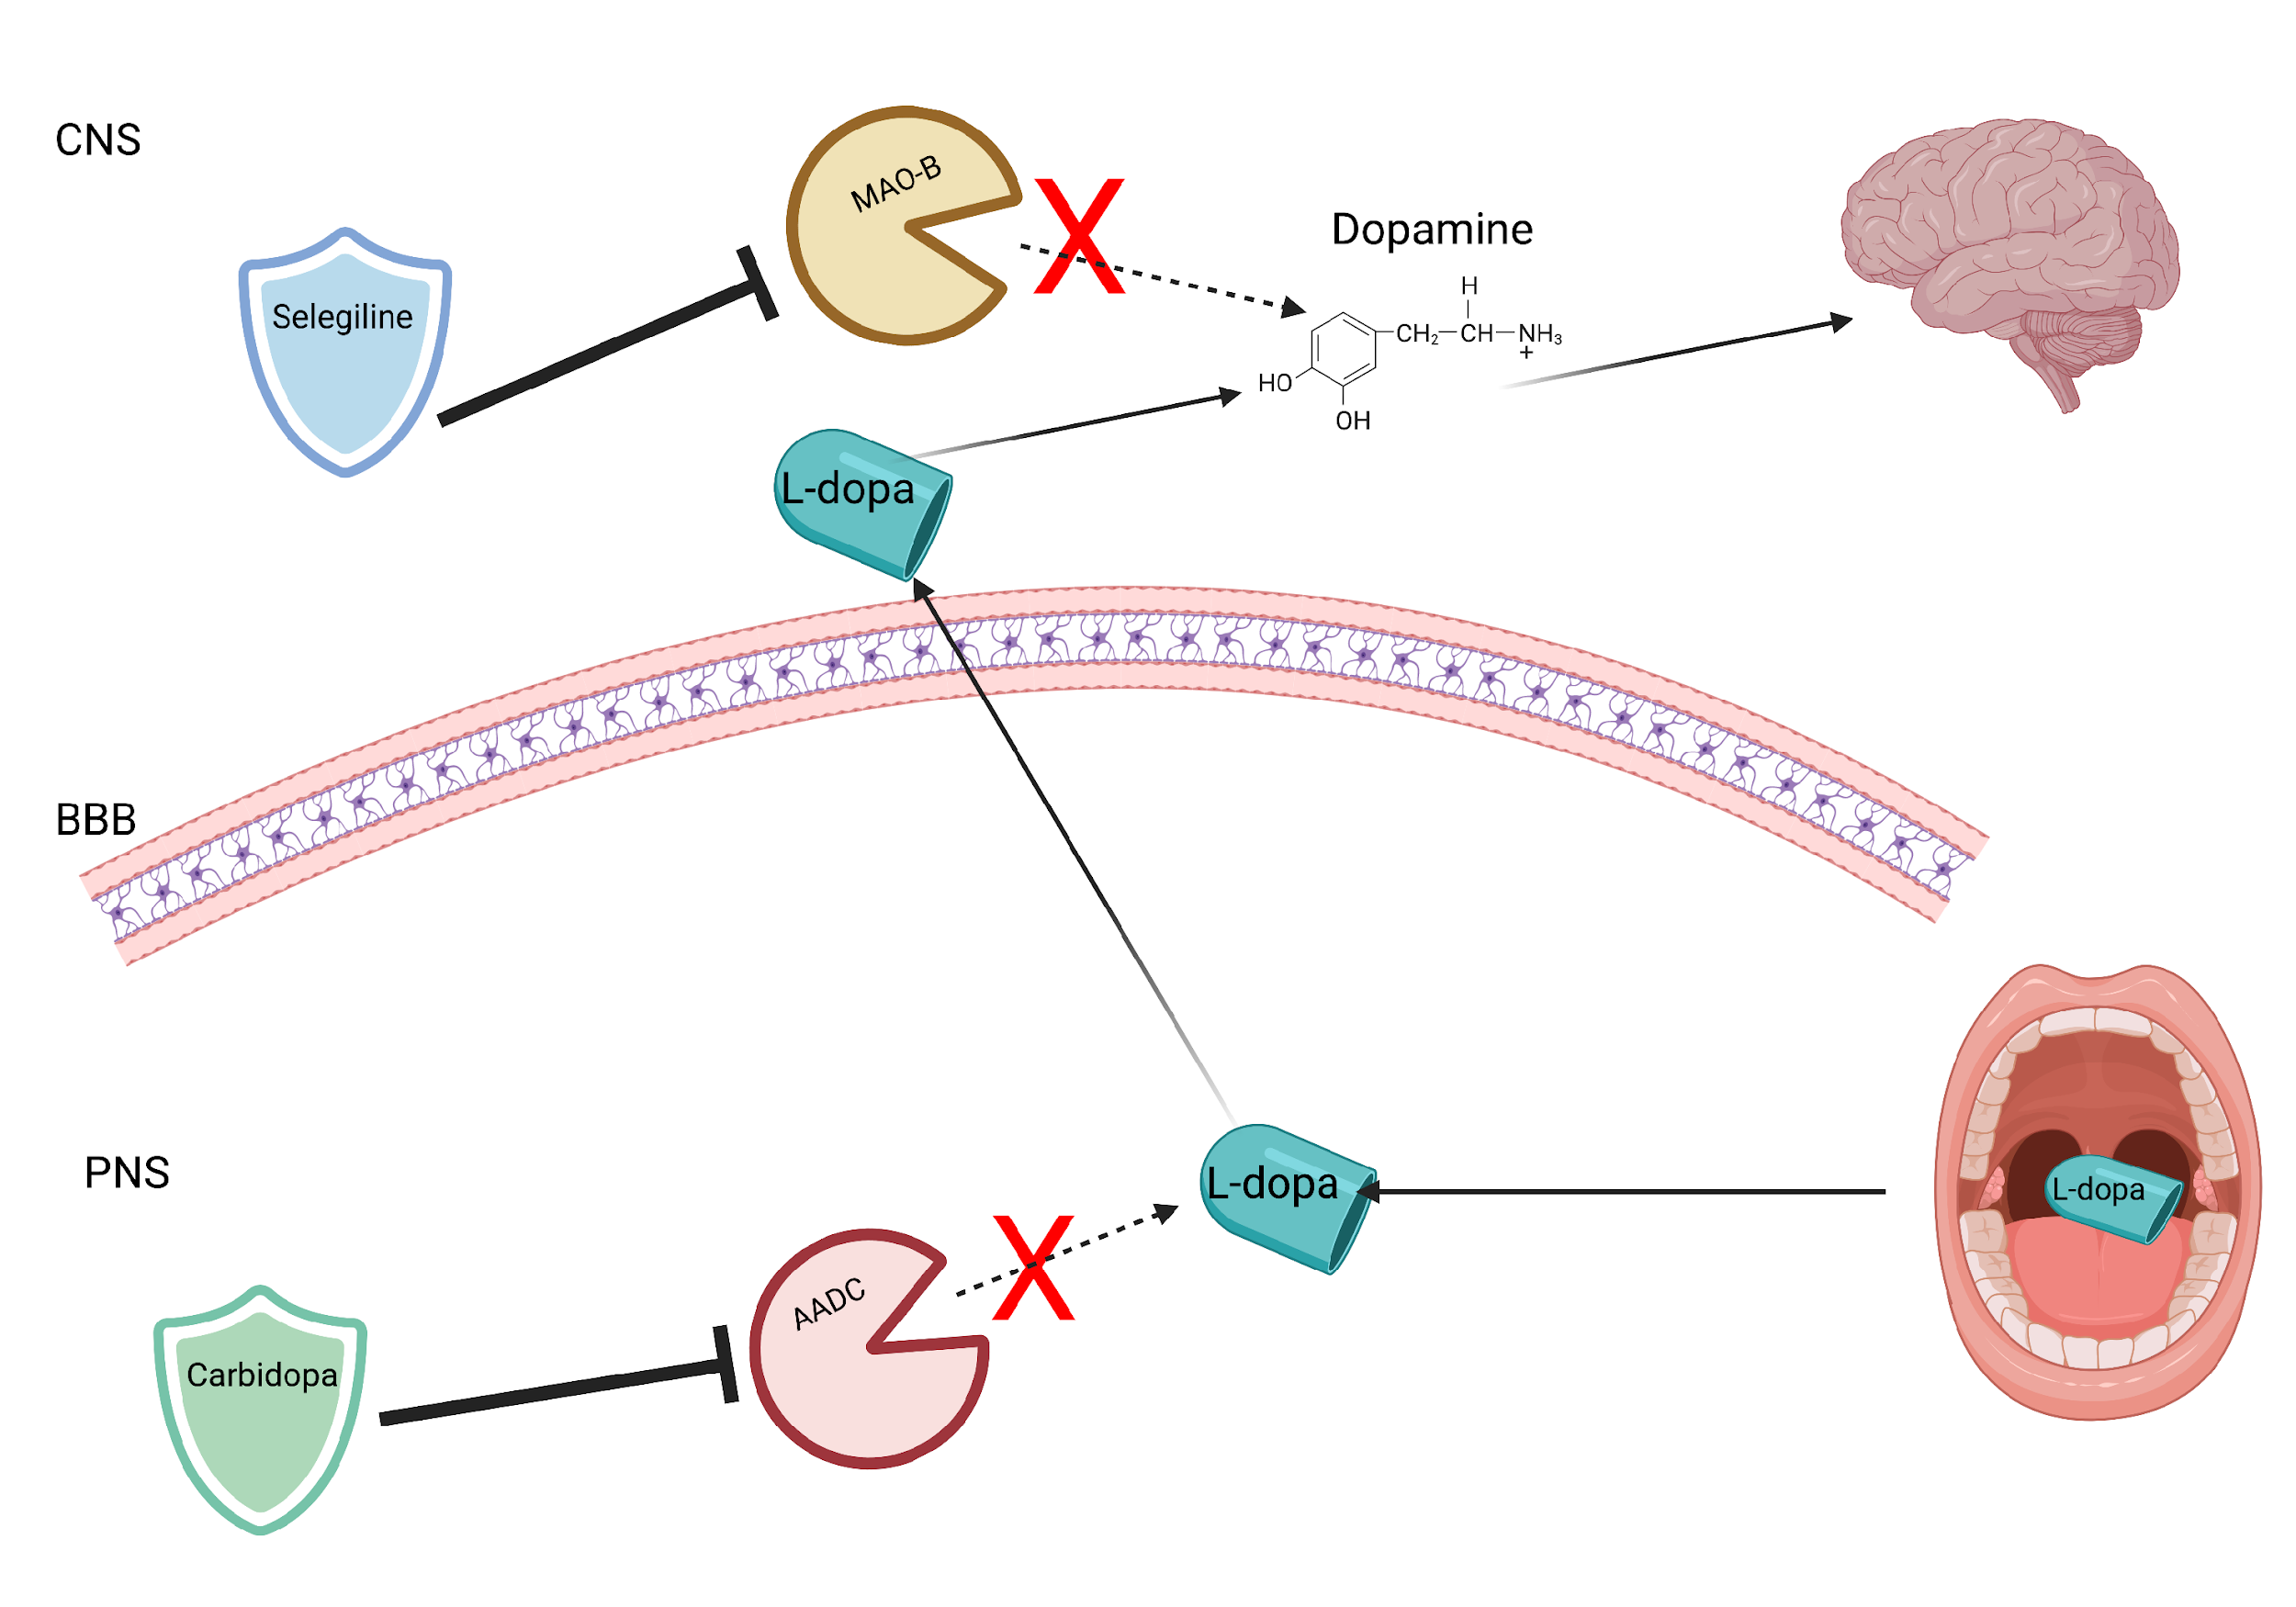 CNS
MAO-B
Selegiline
Dopamine
H
CH₂ CH NH₃
+
HO
OH
L-dopa
BBB
PNS
L-dopa
L-dopa
AADC
Carbidopa